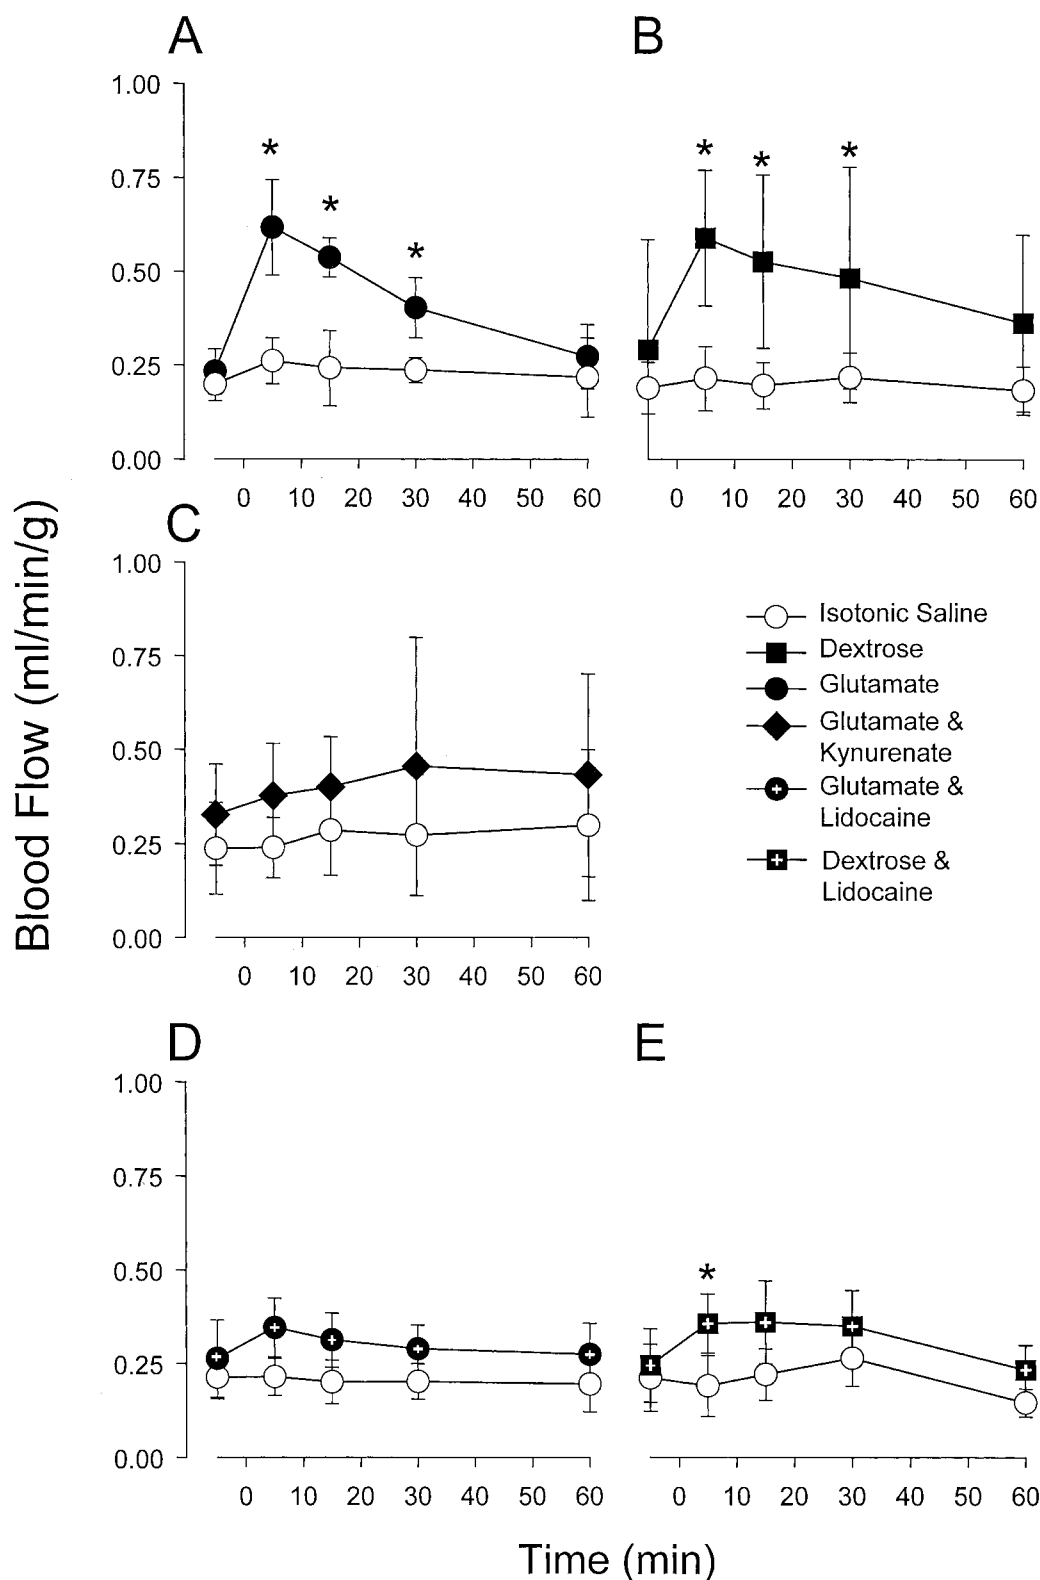 A
B
1.00
* *
* *
0.75
*
*
0.50
0.25
0.00
0 10 20 30 40 50 60
0 10 20 30 40 50 60
C
1.00
Isotonic Saline
0.75
Dextrose
Glutamate
Glutamate &
Kynurenate
0.50
Glutamate &
Lidocaine
0.25
Dextrose &
Lidocaine
0.00
0 10 20 30 40 50 60
Blood Flow (ml/min/g)
D
E
1.00
0.75
0.50
*
0.25
0.00
0 10 20 30 40 50 60
0 10 20 30 40 50 60
Time (min)